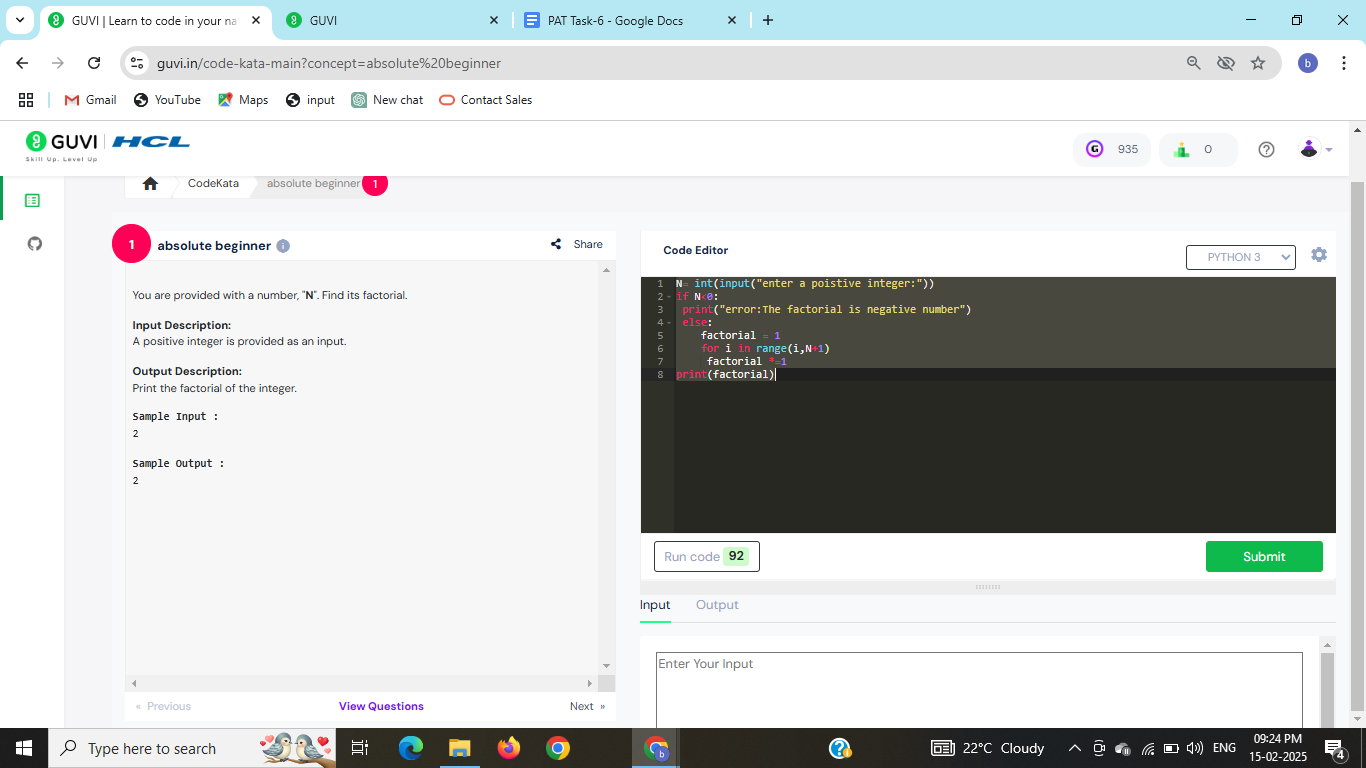 GUVI | Learn to code in your na
GUVI
PAT Task-6 - Google Docs
guvi.in/code-kata-main?concept=absolute%20beginner
b
Gmail
YouTube
Maps
input
New chat
Contact Sales
GUVI
HCL
Skill Up. Level Up
G 935
0
CodeKata
absolute beginner
1
1
absolute beginner
Share
You are provided with a number, "N". Find its factorial.
Input Description:
A positive integer is provided as an input.
Output Description:
Print the factorial of the integer.
Sample Input :
2
Sample Output :
2
« Previous
View Questions
Next »
Code Editor
PYTHON 3
1 N= int(input("enter a poistive integer:"))
2 if N<0:
3 print("error:The factorial is negative number")
4 else:
5 factorial = 1
6 for i in range(i,N+1)
7 factorial *=1
8 print(factorial)
Run code 92
Submit
Input
Output
Enter Your Input
Type here to search
b
22°C Cloudy
ENG
09:24 PM
15-02-2025
4